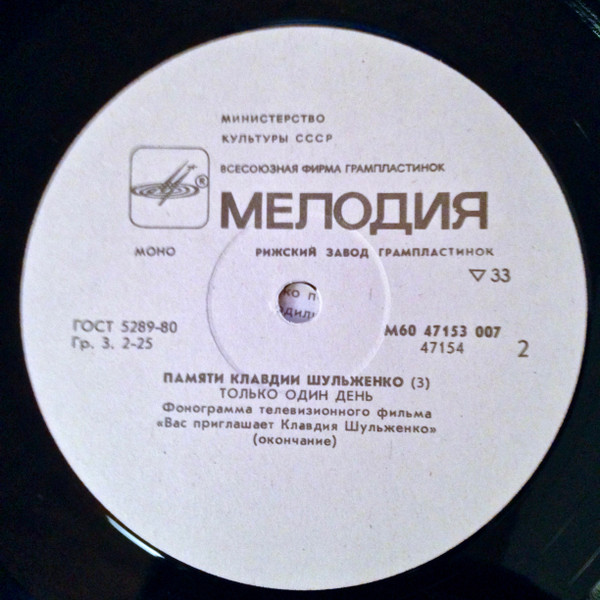 МИНИСТЕРСТВО
КУЛЬТУРЫ СССР
ВСЕСОЮЗНАЯ ФИРМА ГРАМПЛАСТИНОК
®
МЕЛОДИЯ
МОНО
РИЖСКИЙ ЗАВОД ГРАМПЛАСТИНОК
▽ 33
ГОСТ 5289-80
Гр. 3. 2-25
М60 47153 007
47154
2
ПАМЯТИ КЛАВДИИ ШУЛЬЖЕНКО (3)
ТОЛЬКО ОДИН ДЕНЬ
Фонограмма телевизионного фильма
«Вас приглашает Клавдия Шульженко»
(окончание)